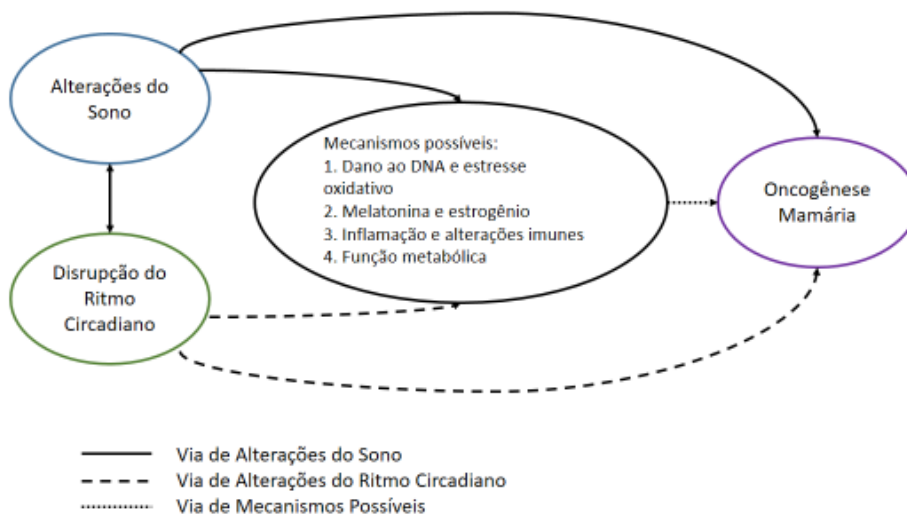 Alterações do
Sono
Mecanismos possíveis:
1. Dano ao DNA e estresse
oxidativo
2. Melatonina e estrogênio
3. Inflamação e alterações imunes
4. Função metabólica
Oncogênese
Mamária
Disrupção do
Ritmo
Circadiano
Via de Alterações do Sono
Via de Alterações do Ritmo Circadiano
Via de Mecanismos Possíveis